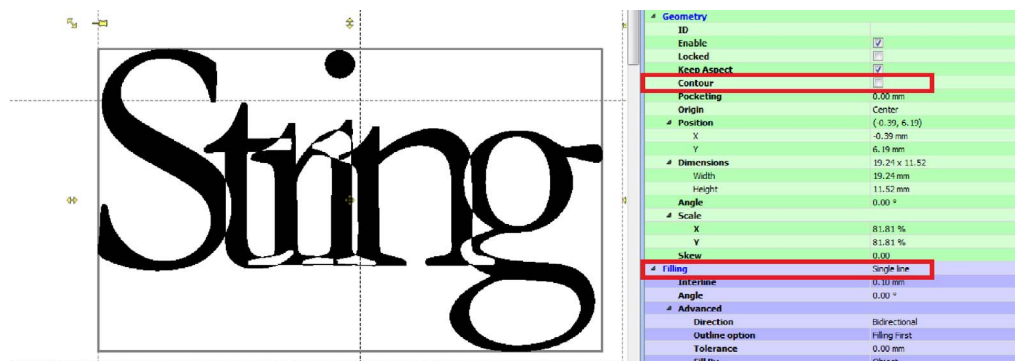 String
Geometry
ID
Enable
Locked
Keep Aspect
Contour
Pocketing 0.00 mm
Origin Center
Position (-0.39, 6.19)
X -0.39 mm
Y 6.19 mm
Dimensions 19.24 x 11.52
Width 19.24 mm
Height 11.52 mm
Angle 0.00 °
Scale
X 81.81 %
Y 81.81 %
Skew 0.00
Filling Single line
Interline 0.10 mm
Angle 0.00 °
Advanced
Direction Bidirectional
Outline option Filling First
Tolerance 0.00 mm
Fill By Object